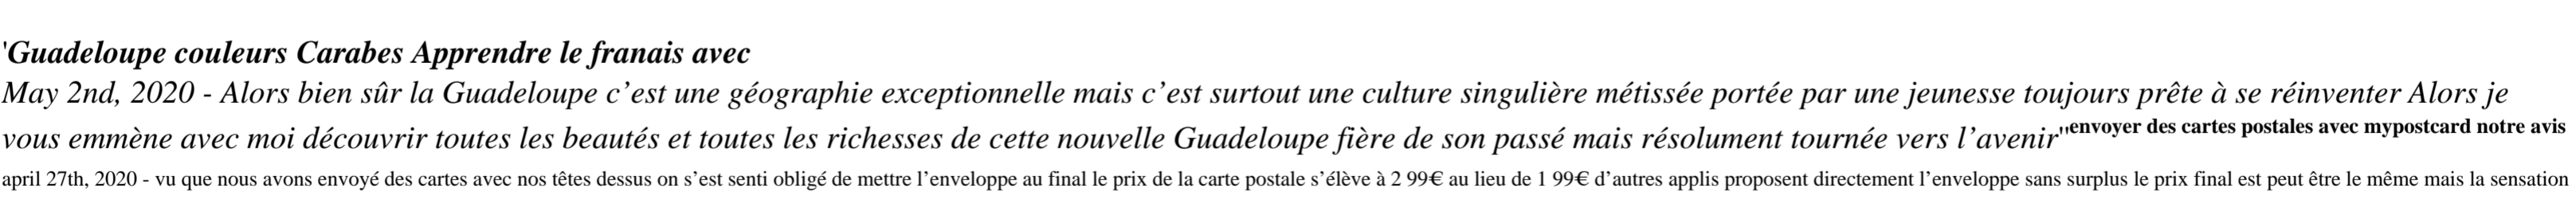 'Guadeloupe couleurs Carabes Apprendre le franais avec
May 2nd, 2020 - Alors bien sûr la Guadeloupe c’est une géographie exceptionnelle mais c’est surtout une culture singulière métissée portée par une jeunesse toujours prête à se réinventer Alors je
vous emmène avec moi découvrir toutes les beautés et toutes les richesses de cette nouvelle Guadeloupe fière de son passé mais résolument tournée vers l’avenir''envoyer des cartes postales avec mypostcard notre avis
april 27th, 2020 - vu que nous avons envoyé des cartes avec nos têtes dessus on s’est senti obligé de mettre l’enveloppe au final le prix de la carte postale s’élève à 2 99€ au lieu de 1 99€ d’autres applis proposent directement l’enveloppe sans surplus le prix final est peut être le même mais la sensation